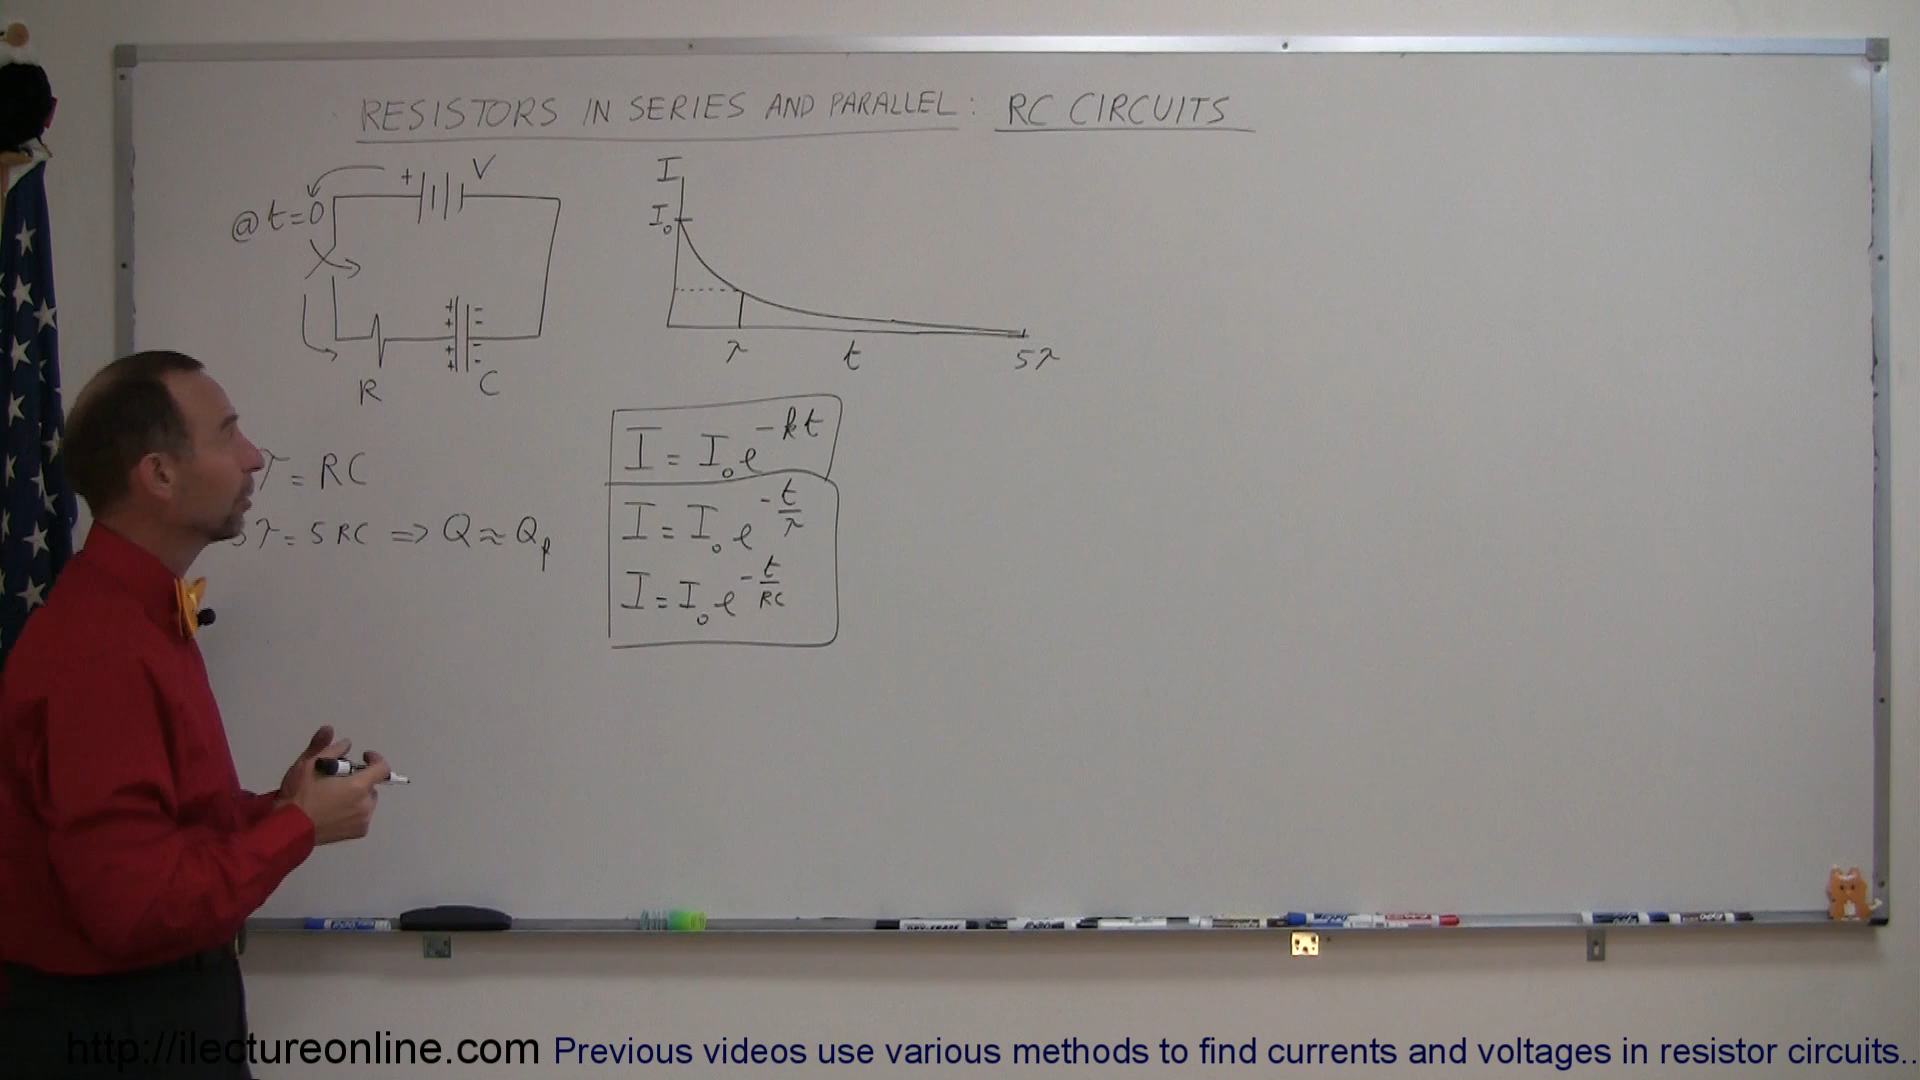 RESISTORS IN SERIES AND PARALLEL: RC CIRCUITS
+ V
@ t=0
+ + + +
- - - -
R
C
I
I₀
τ
t
5τ
τ = RC
5τ = 5RC ⇒ Q ≈ Q
I = I₀e^-kt
I = I₀e^-t/τ
I = I₀e^-t/RC
http://ilectureonline.com Previous videos use various methods to find currents and voltages in resistor circuits..